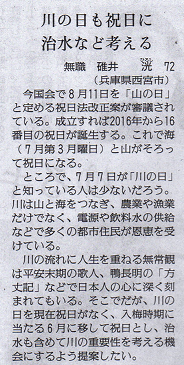 川の日も祝日に
治水など考える
無職 碓井 洸 72
(兵庫県西宮市)
今国会で8月11日を「山の日」
と定める祝日法改正案が審議され
ている。成立すれば2016年から16
番目の祝日が誕生する。これで海
(7月第3月曜日)と山がそろっ
て祝日になる。
ところで、7月7日が「川の日」
と知っている人は少ないだろう。
川は山と海をつなぎ、農業や漁業
だけでなく、電源や飲料水の供給
などで多くの都市住民が恩恵を受
けている。
川の流れに人生を重ねる無常観
は平安末期の歌人、鴨長明の「方
丈記」などで日本人の心に深く刻
まれてもいる。そこでだが、川の
日を現在祝日がなく、入梅時期に
当たる6月に移して祝日とし、治
水も含めて川の重要性を考える機
会にするよう提案したい。